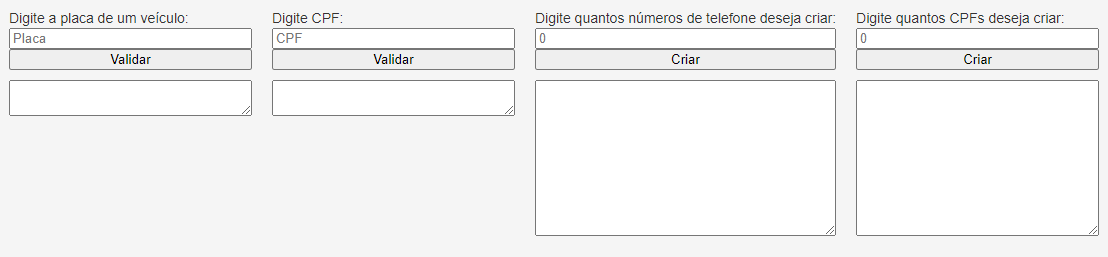 Digite a placa de um veículo:
Placa
Validar
Digite CPF:
CPF
Validar
Digite quantos números de telefone deseja criar:
0
Criar
Digite quantos CPFs deseja criar:
0
Criar